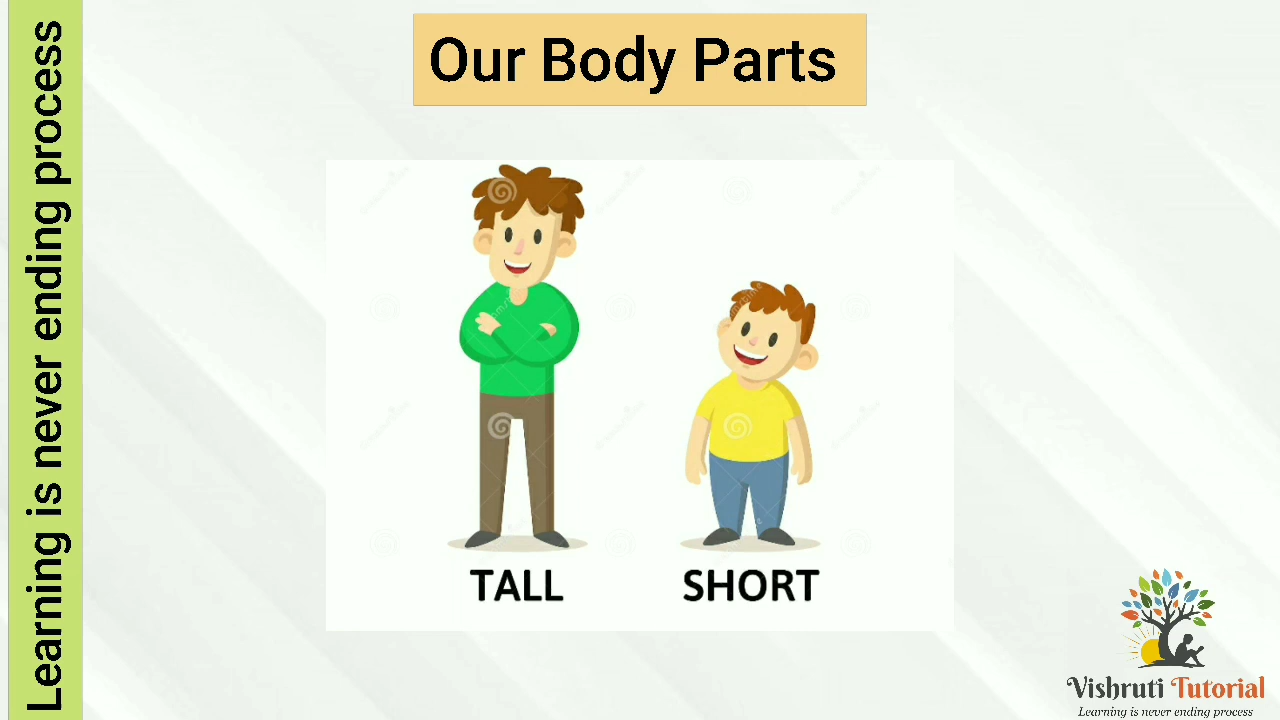 Our Body Parts
Learning is never ending process
TALL
SHORT
Vishruti Tutorial
Learning is never ending process